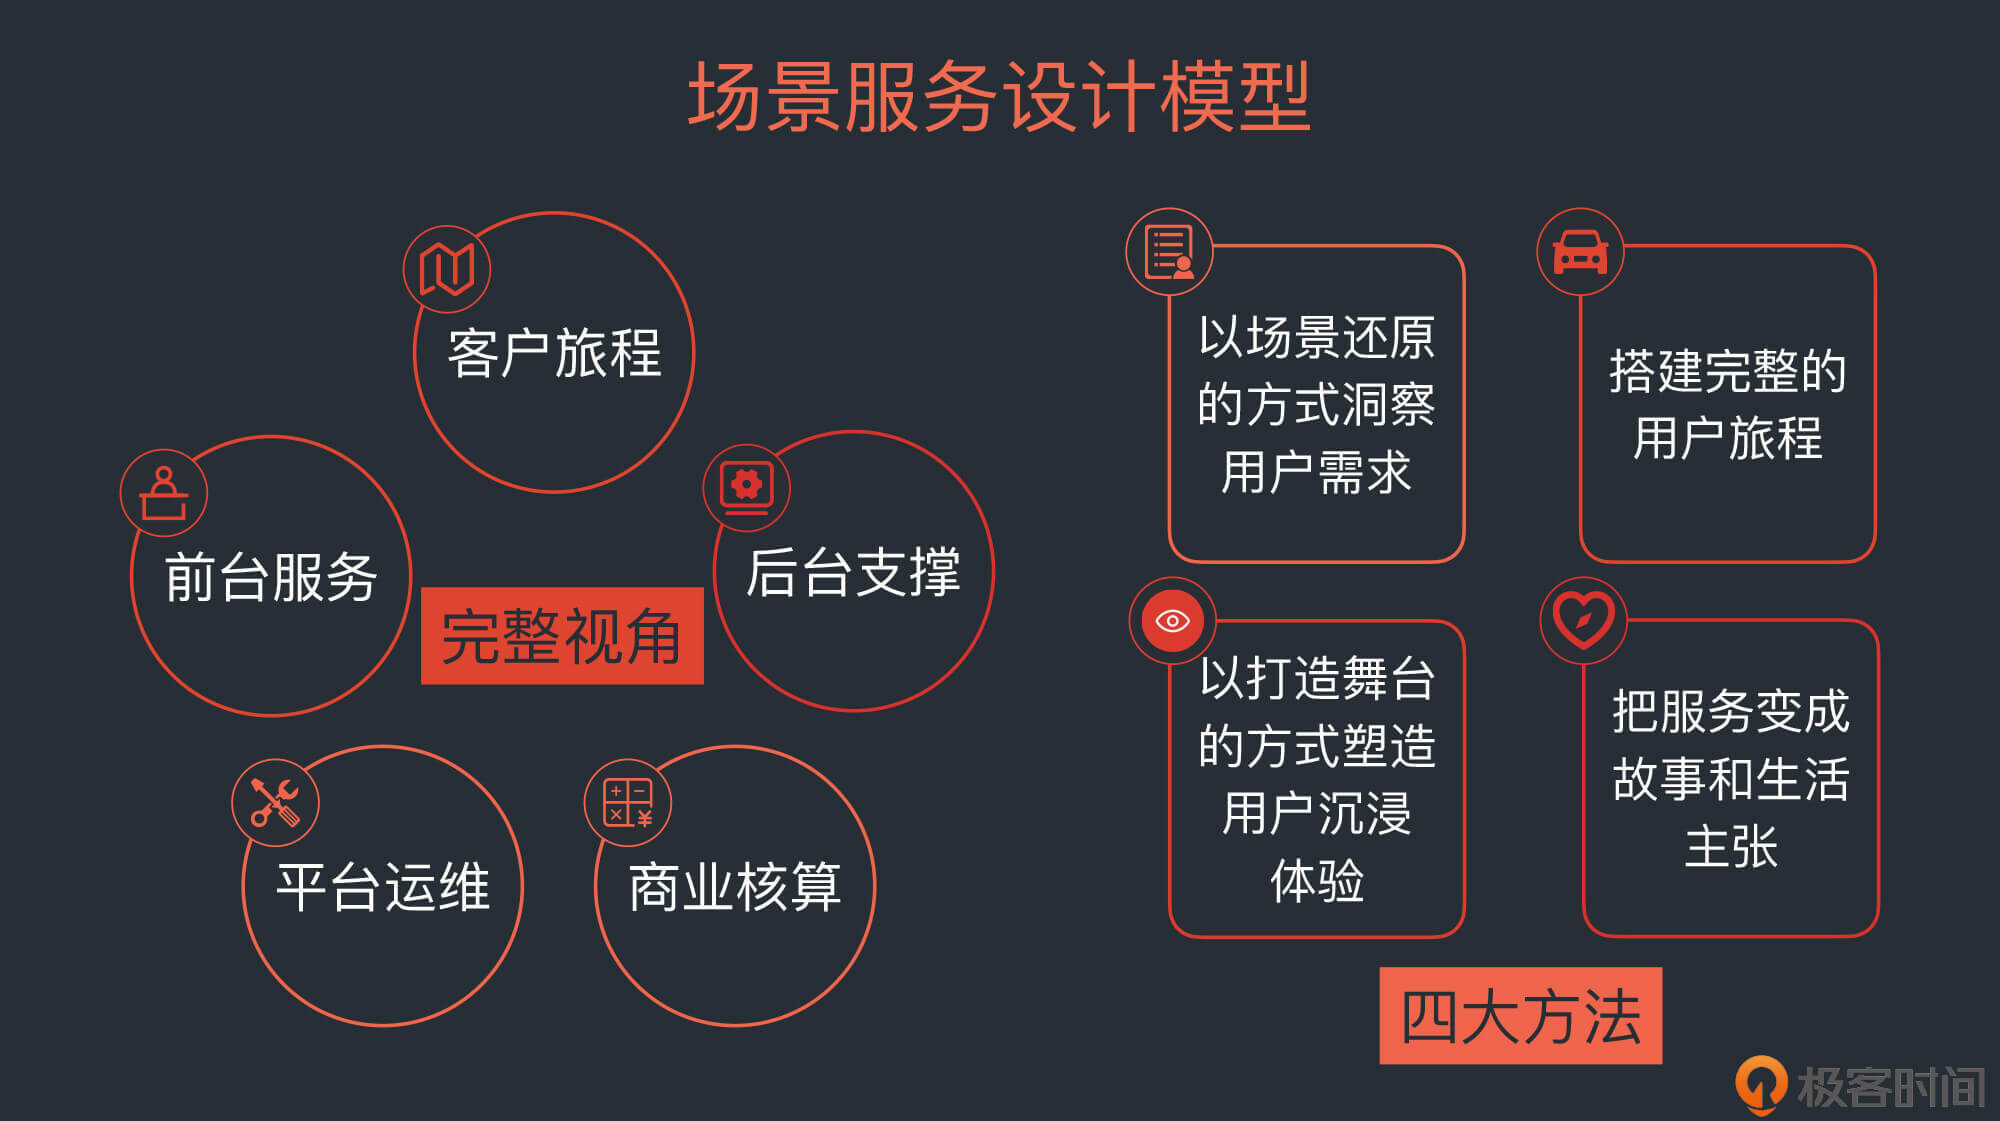 场景服务设计模型
客户旅程
前台服务
后台支撑
完整视角
平台运维
商业核算
以场景还原
的方式洞察
用户需求
搭建完整的
用户旅程
以打造舞台
的方式塑造
用户沉浸
体验
把服务变成
故事和生活
主张
四大方法
极客时间